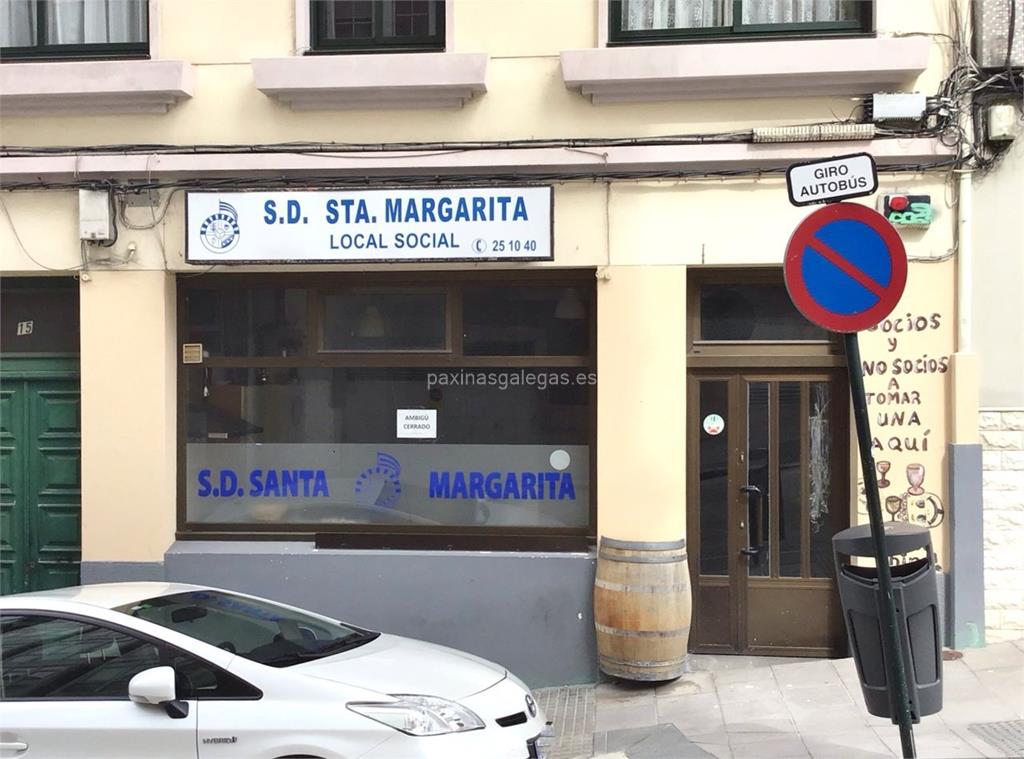 GIRO
AUTOBÚS
S.D. STA. MARGARITA
LOCAL SOCIAL 25 10 40
15
SOCIOS
Y
NO SOCIOS
A
TOMAR
UNA
AQUÍ
paxinasgalegas.es
AMBIGÚ
CERRADO
S.D. SANTA MARGARITA
HYBRID